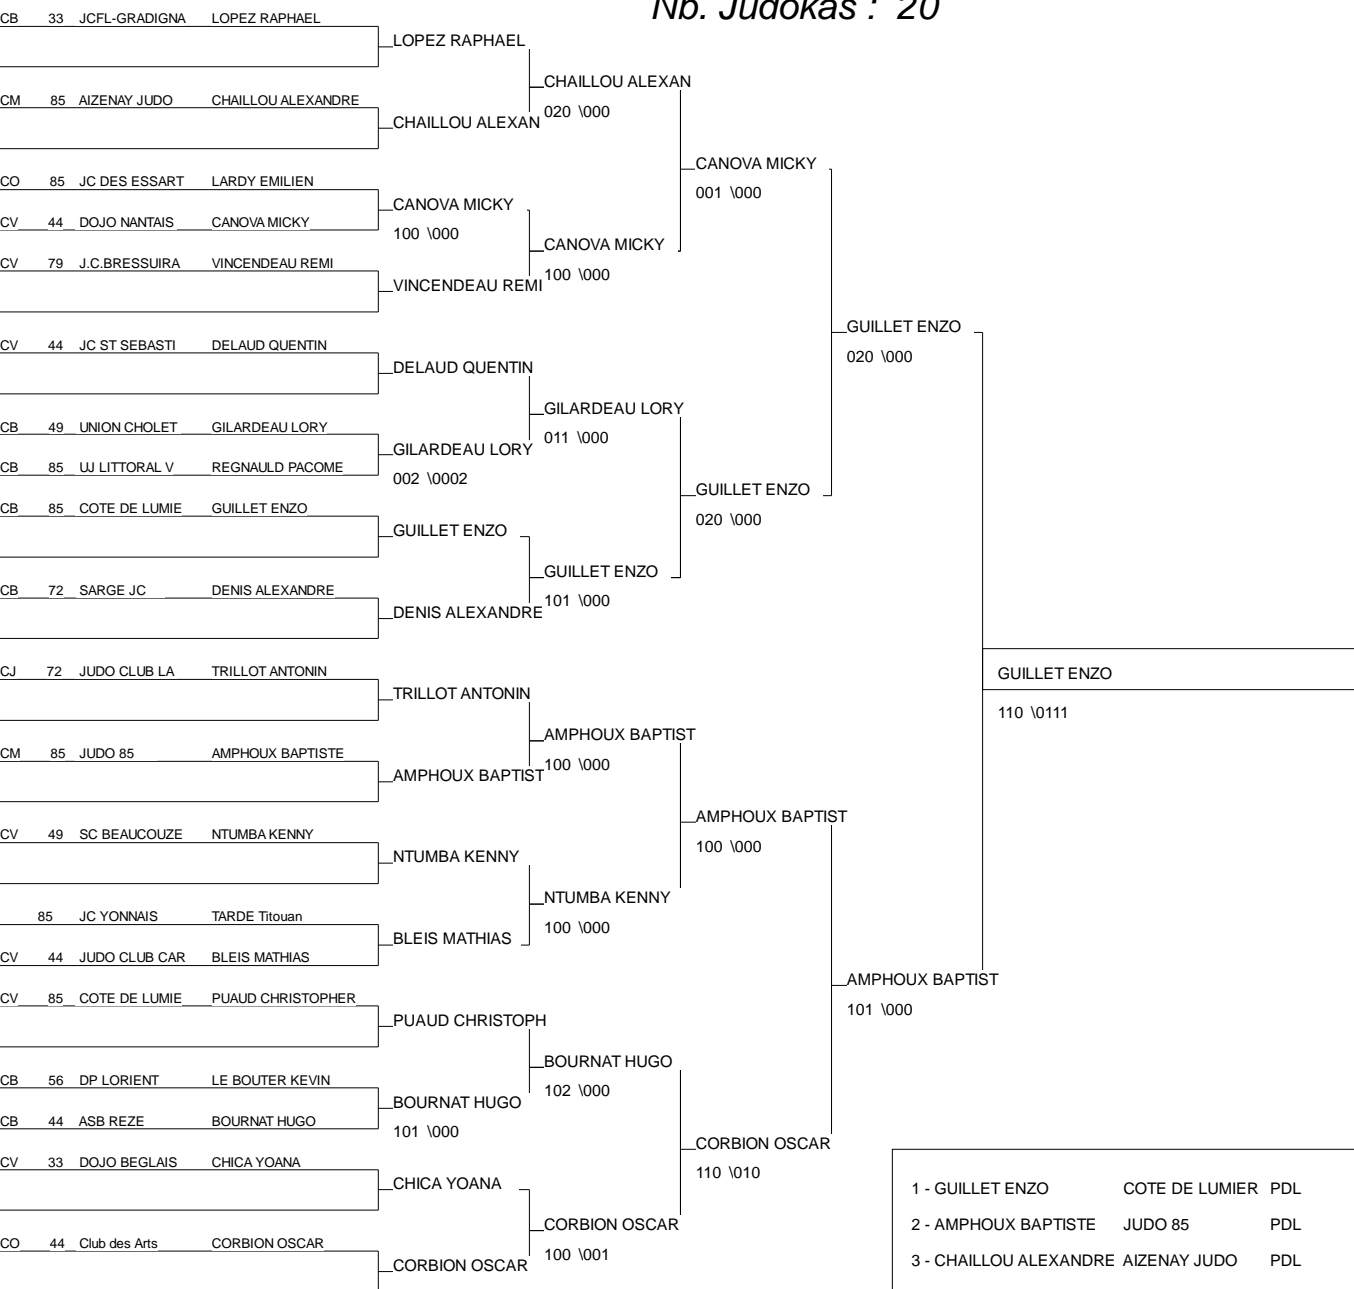 Nb. Judokas : 20
CB 33 JCFL-GRADIGNA LOPEZ RAPHAEL
LOPEZ RAPHAEL
CHAILLOU ALEXAN
020 \000
CM 85 AIZENAY JUDO CHAILLOU ALEXANDRE
CHAILLOU ALEXAN
CANOVA MICKY
001 \000
CO 85 JC DES ESSART LARDY EMILIEN
CANOVA MICKY
100 \000
CV 44 DOJO NANTAIS CANOVA MICKY
CANOVA MICKY
100 \000
CV 79 J.C.BRESSUIRA VINCENDEAU REMI
VINCENDEAU REMI
GUILLET ENZO
020 \000
CV 44 JC ST SEBASTI DELAUD QUENTIN
DELAUD QUENTIN
GILARDEAU LORY
011 \000
CB 49 UNION CHOLET GILARDEAU LORY
GILARDEAU LORY
002 \0002
CB 85 UJ LITTORAL V REGNAULD PACOME
GUILLET ENZO
020 \000
CB 85 COTE DE LUMIE GUILLET ENZO
GUILLET ENZO
GUILLET ENZO
101 \000
CB 72 SARGE JC DENIS ALEXANDRE
DENIS ALEXANDRE
GUILLET ENZO
110 \0111
CJ 72 JUDO CLUB LA TRILLOT ANTONIN
TRILLOT ANTONIN
AMPHOUX BAPTIST
100 \000
CM 85 JUDO 85 AMPHOUX BAPTISTE
AMPHOUX BAPTIST
AMPHOUX BAPTIST
100 \000
CV 49 SC BEAUCOUZE NTUMBA KENNY
NTUMBA KENNY
NTUMBA KENNY
100 \000
85 JC YONNAIS TARDE Titouan
BLEIS MATHIAS
CV 44 JUDO CLUB CAR BLEIS MATHIAS
AMPHOUX BAPTIST
101 \000
CV 85 COTE DE LUMIE PUAUD CHRISTOPHER
PUAUD CHRISTOPH
BOURNAT HUGO
102 \000
CB 56 DP LORIENT LE BOUTER KEVIN
BOURNAT HUGO
101 \000
CB 44 ASB REZE BOURNAT HUGO
CORBION OSCAR
110 \010
CV 33 DOJO BEGLAIS CHICA YOANA
CHICA YOANA
CORBION OSCAR
100 \001
CO 44 Club des Arts CORBION OSCAR
CORBION OSCAR
1 - GUILLET ENZO COTE DE LUMIER PDL
2 - AMPHOUX BAPTISTE JUDO 85 PDL
3 - CHAILLOU ALEXANDRE AIZENAY JUDO PDL